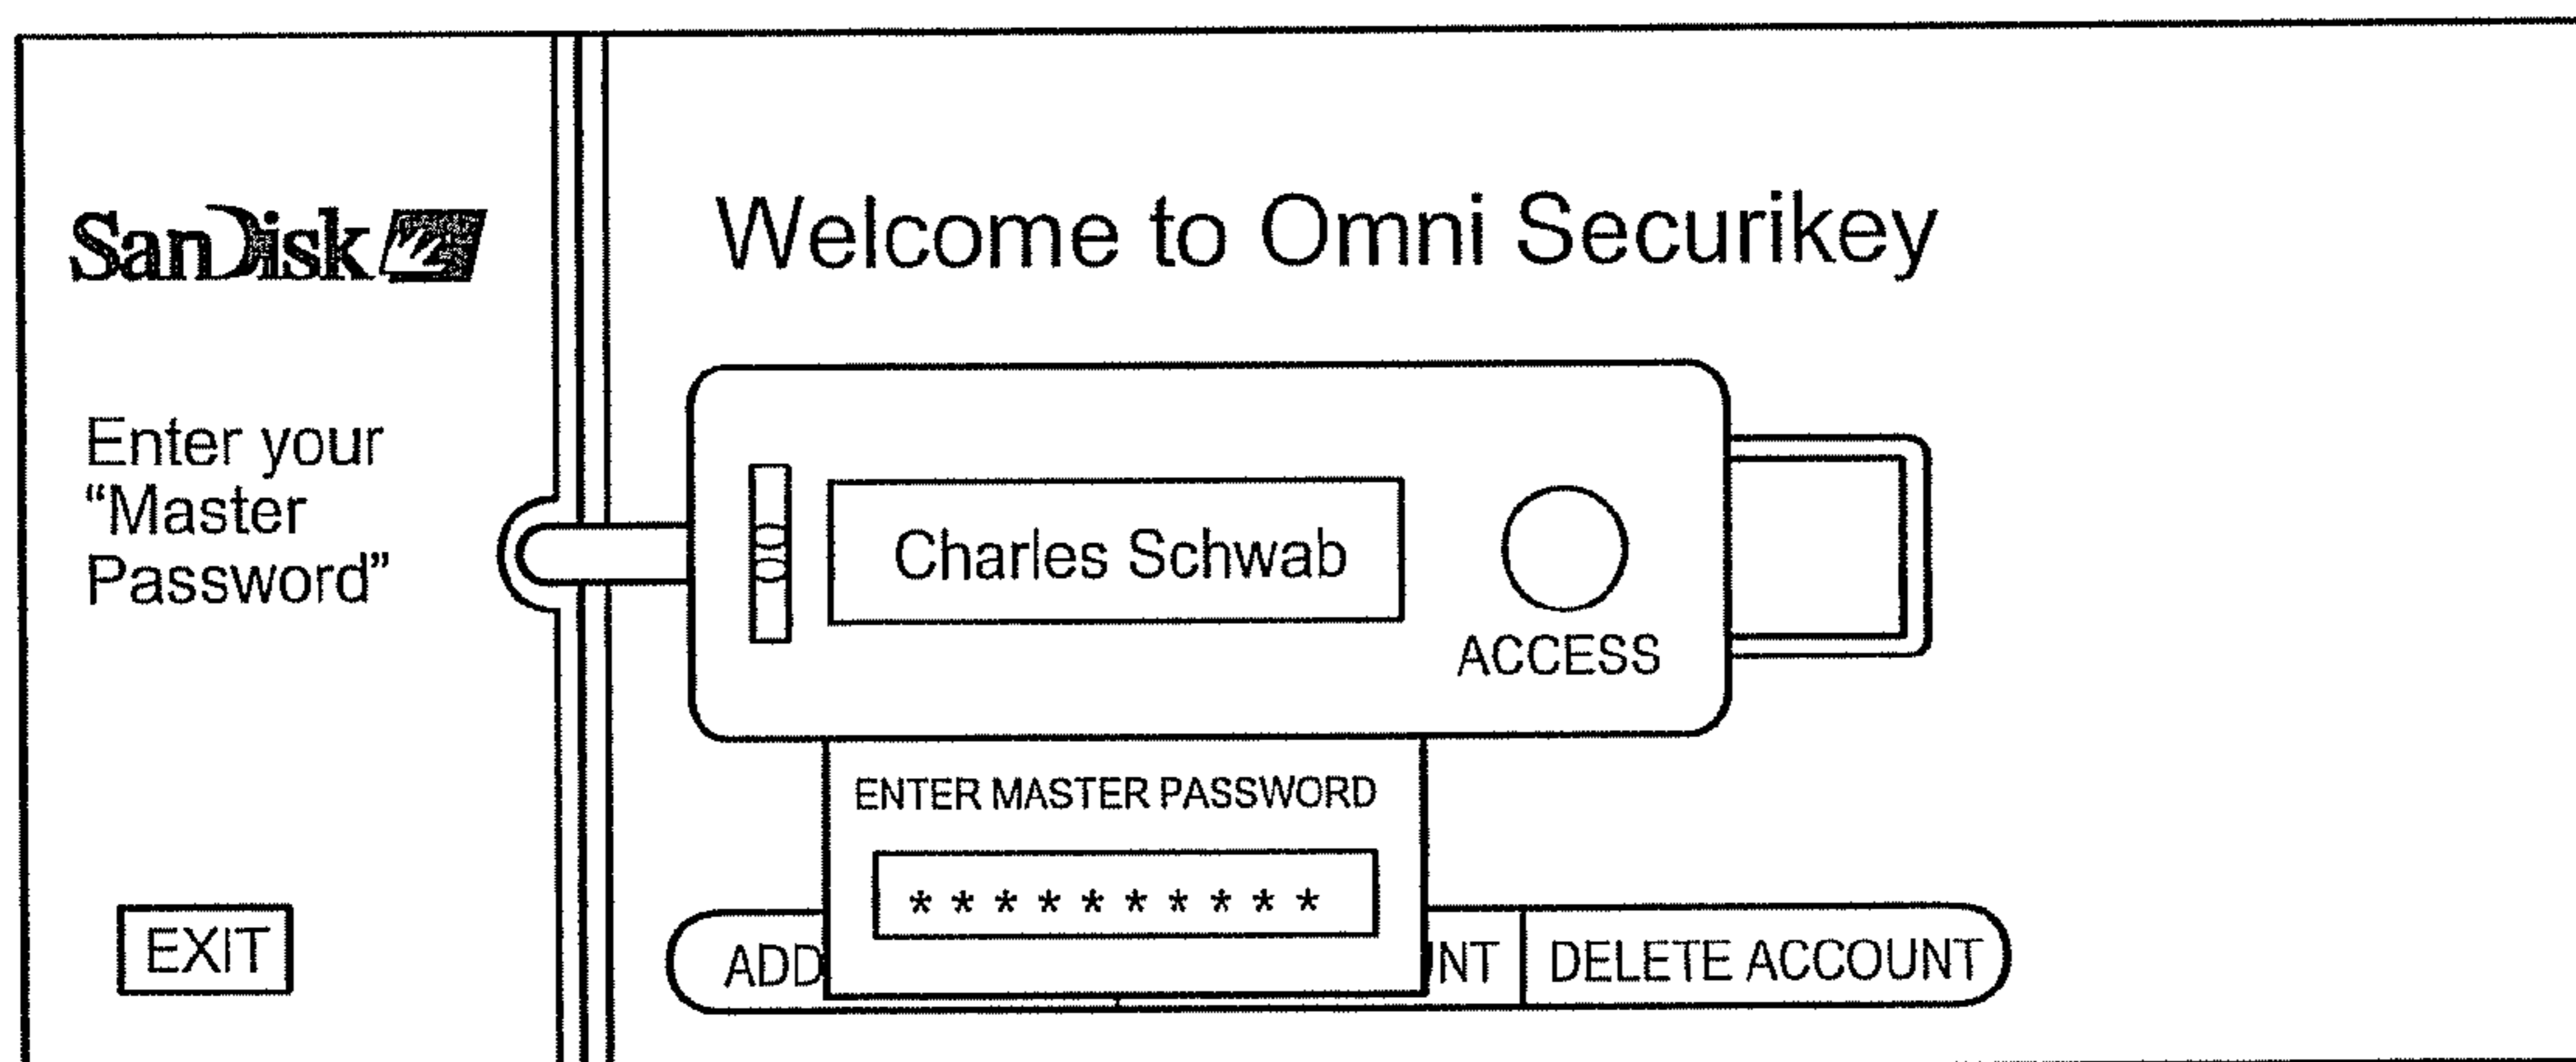 SanDisk
Welcome to Omni Securikey
Enter your
“Master
Password”
Charles Schwab
ACCESS
ENTER MASTER PASSWORD
* * * * * * * * * *
EXIT
ADD
NT
DELETE ACCOUNT